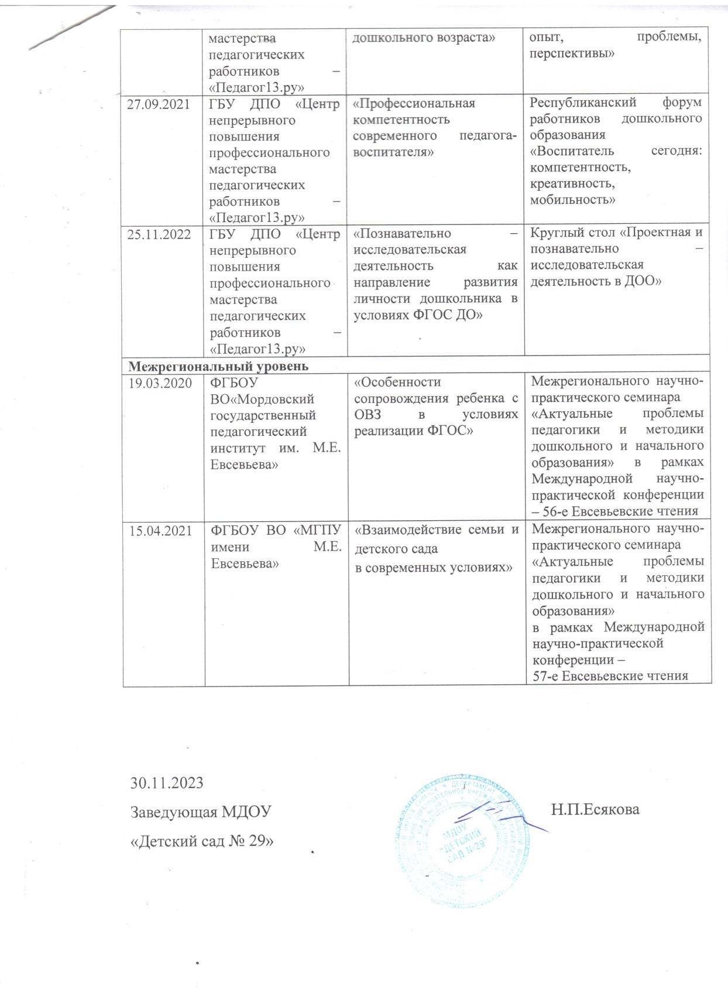 мастерства
педагогических
работников –
«Педагог13.ру»
дошкольного возраста»
опыт, проблемы,
перспективы»
27.09.2021
ГБУ ДПО «Центр
непрерывного
повышения
профессионального
мастерства
педагогических
работников –
«Педагог13.ру»
«Профессиональная
компетентность
современного педагога-
воспитателя»
Республиканский форум
работников дошкольного
образования
«Воспитатель сегодня:
компетентность,
креативность,
мобильность»
25.11.2022
ГБУ ДПО «Центр
непрерывного
повышения
профессионального
мастерства
педагогических
работников –
«Педагог13.ру»
«Познавательно –
исследовательская
деятельность как
направление развития
личности дошкольника в
условиях ФГОС ДО»
Круглый стол «Проектная и
познавательно –
исследовательская
деятельность в ДОО»
Межрегиональный уровень
19.03.2020
ФГБОУ
ВО«Мордовский
государственный
педагогический
институт им. М.Е.
Евсевьева»
«Особенности
сопровождения ребенка с
ОВЗ в условиях
реализации ФГОС»
Межрегионального научно-
практического семинара
«Актуальные проблемы
педагогики и методики
дошкольного и начального
образования» в рамках
Международной научно-
практической конференции
– 56-е Евсевьевские чтения
15.04.2021
ФГБОУ ВО «МГПУ
имени М.Е.
Евсевьева»
«Взаимодействие семьи и
детского сада
в современных условиях»
Межрегионального научно-
практического семинара
«Актуальные проблемы
педагогики и методики
дошкольного и начального
образования»
в рамках Международной
научно-практической
конференции –
57-е Евсевьевские чтения
30.11.2023
Заведующая МДОУ
«Детский сад № 29»
Н.П.Есякова
МДОУ
"ДЕТСКИЙ
САД №29"